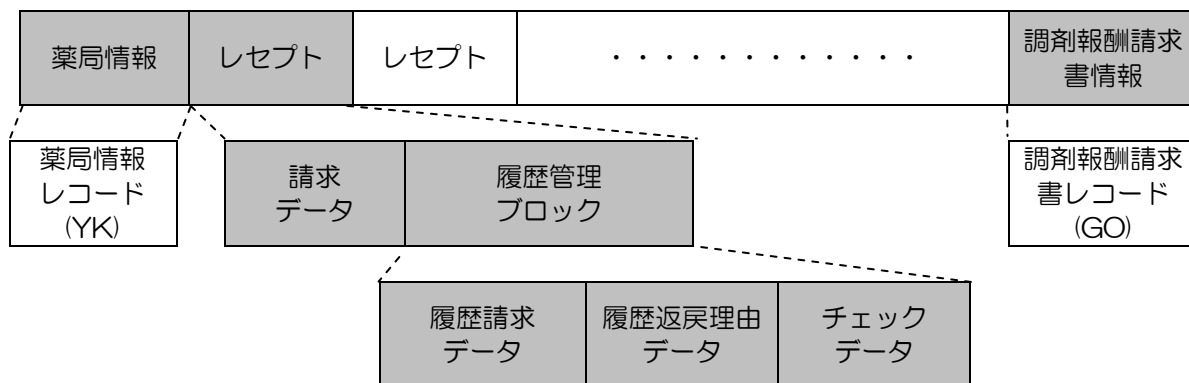 薬局情報
レセプト
レセプト
・・・・・・・・・・・・・
調剤報酬請求
書情報
薬局情報
レコード
(YK)
請求
データ
履歴管理
ブロック
調剤報酬請求
書レコード
(GO)
履歴請求
データ
履歴返戻理由
データ
チェック
データ